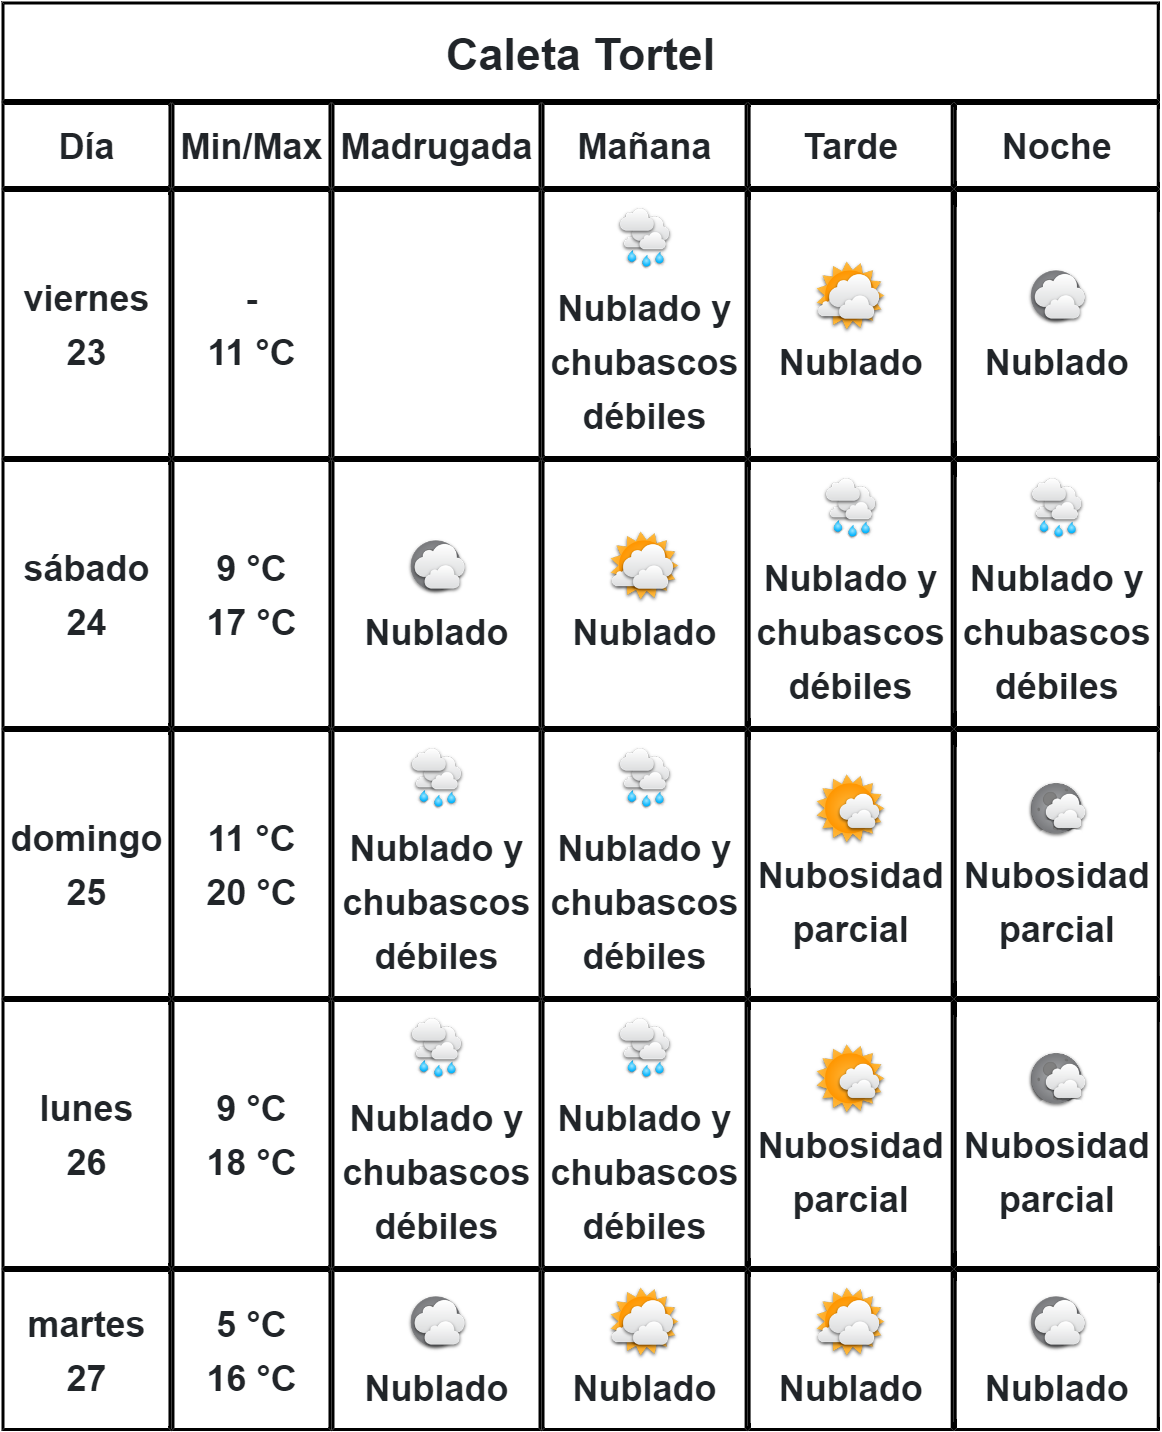 Caleta Tortel
Día Min/Max Madrugada Mañana Tarde Noche
viernes
23
-
11 °C
Nublado y
chubascos
débiles
Nublado
Nublado
sábado
24
9 °C
17 °C
Nublado
Nublado
Nublado y
chubascos
débiles
Nublado y
chubascos
débiles
domingo
25
11 °C
20 °C
Nublado y
chubascos
débiles
Nublado y
chubascos
débiles
Nubosidad
parcial
Nubosidad
parcial
lunes
26
9 °C
18 °C
Nublado y
chubascos
débiles
Nublado y
chubascos
débiles
Nubosidad
parcial
Nubosidad
parcial
martes
27
5 °C
16 °C
Nublado
Nublado
Nublado
Nublado